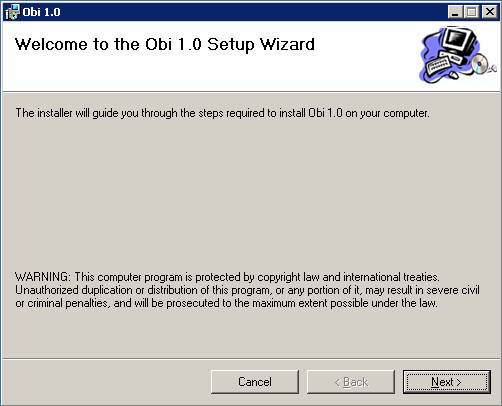 Obi 1.0
Welcome to the Obi 1.0 Setup Wizard
The installer will guide you through the steps required to install Obi 1.0 on your computer.
WARNING: This computer program is protected by copyright law and international treaties.
Unauthorized duplication or distribution of this program, or any portion of it, may result in severe civil
or criminal penalties, and will be prosecuted to the maximum extent possible under the law.
Cancel
< Back
Next >